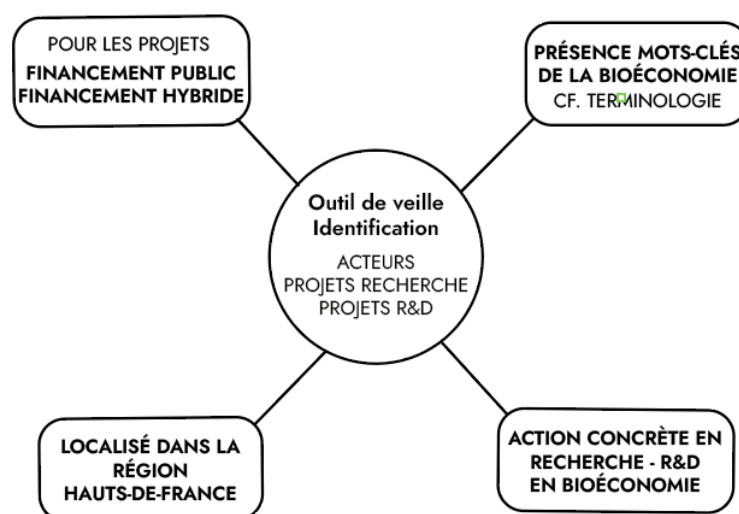 POUR LES PROJETS
FINANCEMENT PUBLIC
FINANCEMENT HYBRIDE
PRÉSENCE MOTS-CLÉS
DE LA BIOÉCONOMIE
CF. TERMINOLOGIE
Outil de veille
Identification
ACTEURS
PROJETS RECHERCHE
PROJETS R&D
LOCALISÉ DANS LA
RÉGION
HAUTS-DE-FRANCE
ACTION CONCRÈTE EN
RECHERCHE - R&D
EN BIOÉCONOMIE